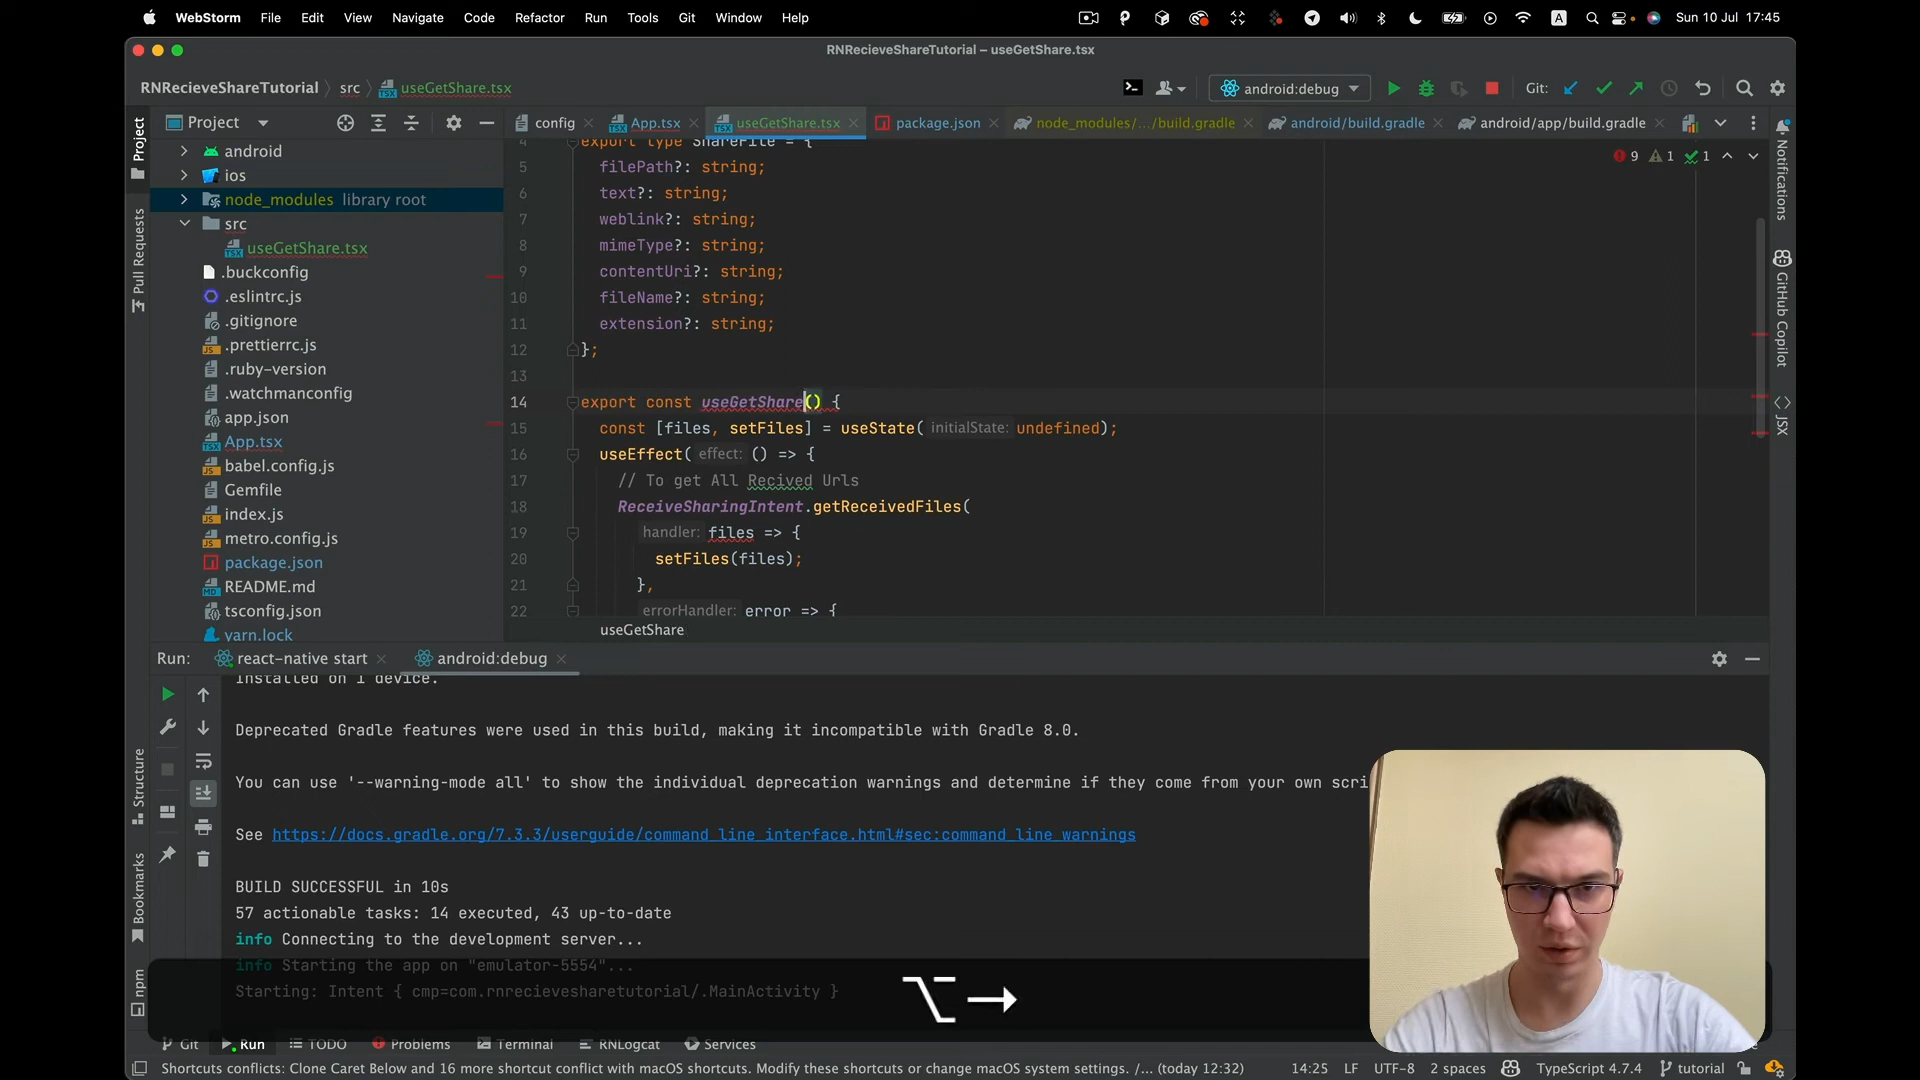 WebStorm File Edit View Navigate Code Refactor Run Tools Git Window Help
A
Sun 10 Jul 17:45
RNRecieveShareTutorial – useGetShare.tsx
RNRecieveShareTutorial
src
useGetShare.tsx
android:debug
Git:
Project
config
App.tsx
useGetShare.tsx
package.json
node_modules/.../build.gradle
android/build.gradle
android/app/build.gradle
Project
Pull Requests
Structure
Bookmarks
npm
Notifications
GitHub Copilot
JSX
android
ios
node_modules library root
src
useGetShare.tsx
.buckconfig
.eslintrc.js
.gitignore
.prettierrc.js
.ruby-version
.watchmanconfig
app.json
App.tsx
babel.config.js
Gemfile
index.js
metro.config.js
package.json
README.md
tsconfig.json
yarn.lock
9 1 1
4 export type ShareFile = {
5 filePath?: string;
6 text?: string;
7 weblink?: string;
8 mimeType?: string;
9 contentUri?: string;
10 fileName?: string;
11 extension?: string;
12 };
13
14 export const useGetShare() {
15 const [files, setFiles] = useState( initialState: undefined);
16 useEffect( effect: () => {
17 // To get All Recived Urls
18 ReceiveSharingIntent.getReceivedFiles(
19 handler: files => {
20 setFiles(files);
21 },
22 errorHandler: error => {
useGetShare
Run: react-native start android:debug
Installed on 1 device.
Deprecated Gradle features were used in this build, making it incompatible with Gradle 8.0.
You can use '--warning-mode all' to show the individual deprecation warnings and determine if they come from your own scri
See https://docs.gradle.org/7.3.3/userguide/command_line_interface.html#sec:command_line_warnings
BUILD SUCCESSFUL in 10s
57 actionable tasks: 14 executed, 43 up-to-date
info Connecting to the development server...
info Starting the app on "emulator-5554"...
Starting: Intent { cmp=com.rnrecievesharetutorial/.MainActivity }
⌥→
Git Run TODO Problems Terminal RNLogcat Services
Shortcuts conflicts: Clone Caret Below and 16 more shortcut conflict with macOS shortcuts. Modify these shortcuts or change macOS system settings. /... (today 12:32)
14:25 LF UTF-8 2 spaces TypeScript 4.7.4 tutorial